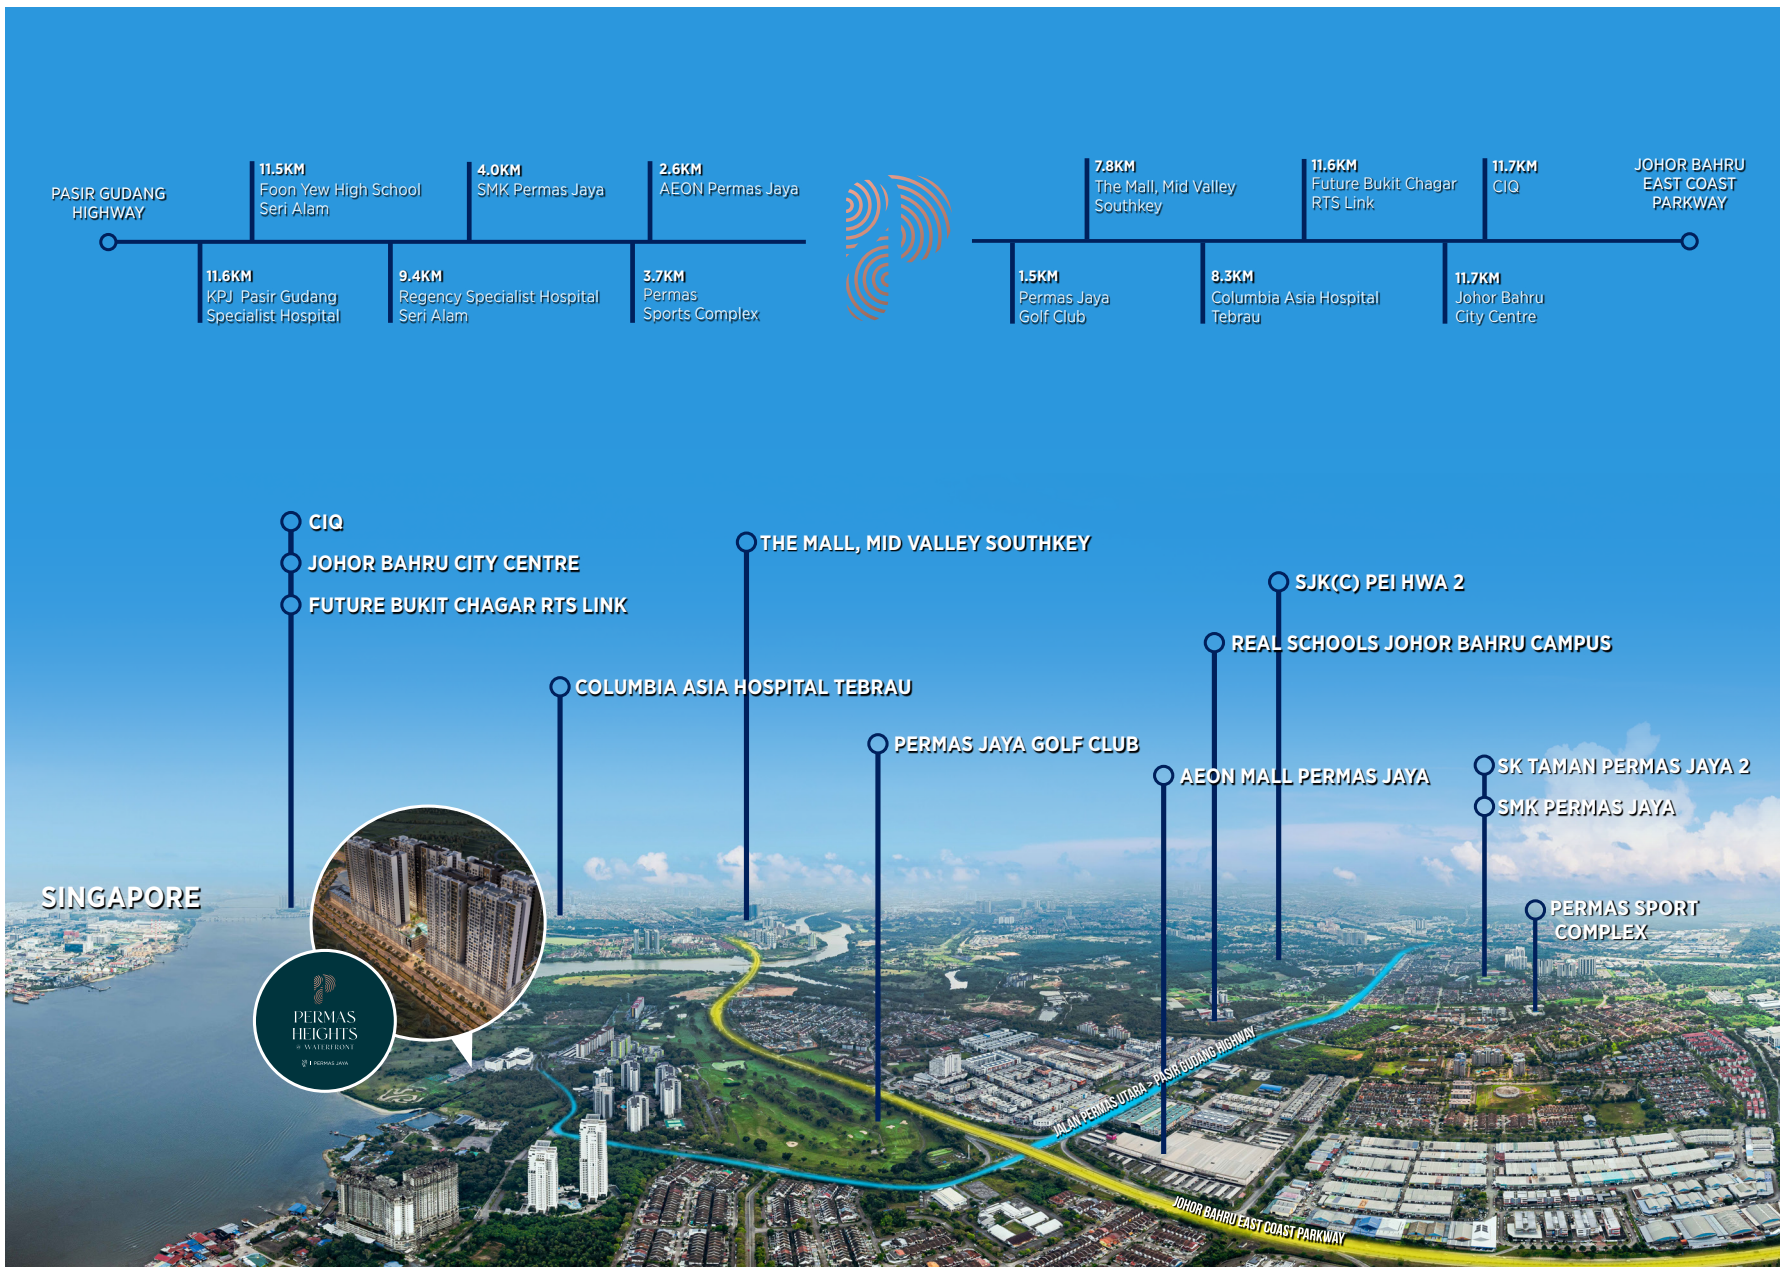 PASIR GUDANG
HIGHWAY
11.5KM
Foon Yew High School
Seri Alam
4.0KM
SMK Permas Jaya
2.6KM
AEON Permas Jaya
11.6KM
KPJ Pasir Gudang
Specialist Hospital
9.4KM
Regency Specialist Hospital
Seri Alam
3.7KM
Permas
Sports Complex
7.8KM
The Mall, Mid Valley
Southkey
11.6KM
Future Bukit Chagar
RTS Link
11.7KM
CIQ
JOHOR BAHRU
EAST COAST
PARKWAY
1.5KM
Permas Jaya
Golf Club
8.3KM
Columbia Asia Hospital
Tebrau
11.7KM
Johor Bahru
City Centre
CIQ
JOHOR BAHRU CITY CENTRE
FUTURE BUKIT CHAGAR RTS LINK
THE MALL, MID VALLEY SOUTHKEY
SJK(C) PEI HWA 2
REAL SCHOOLS JOHOR BAHRU CAMPUS
COLUMBIA ASIA HOSPITAL TEBRAU
PERMAS JAYA GOLF CLUB
AEON MALL PERMAS JAYA
SK TAMAN PERMAS JAYA 2
SMK PERMAS JAYA
SINGAPORE
PERMAS SPORT
COMPLEX
PERMAS
HEIGHTS
@ WATERFRONT
PERMAS JAYA
JALAN PERMAS UTARA > PASIR GUDANG HIGHWAY
JOHOR BAHRU EAST COAST PARKWAY